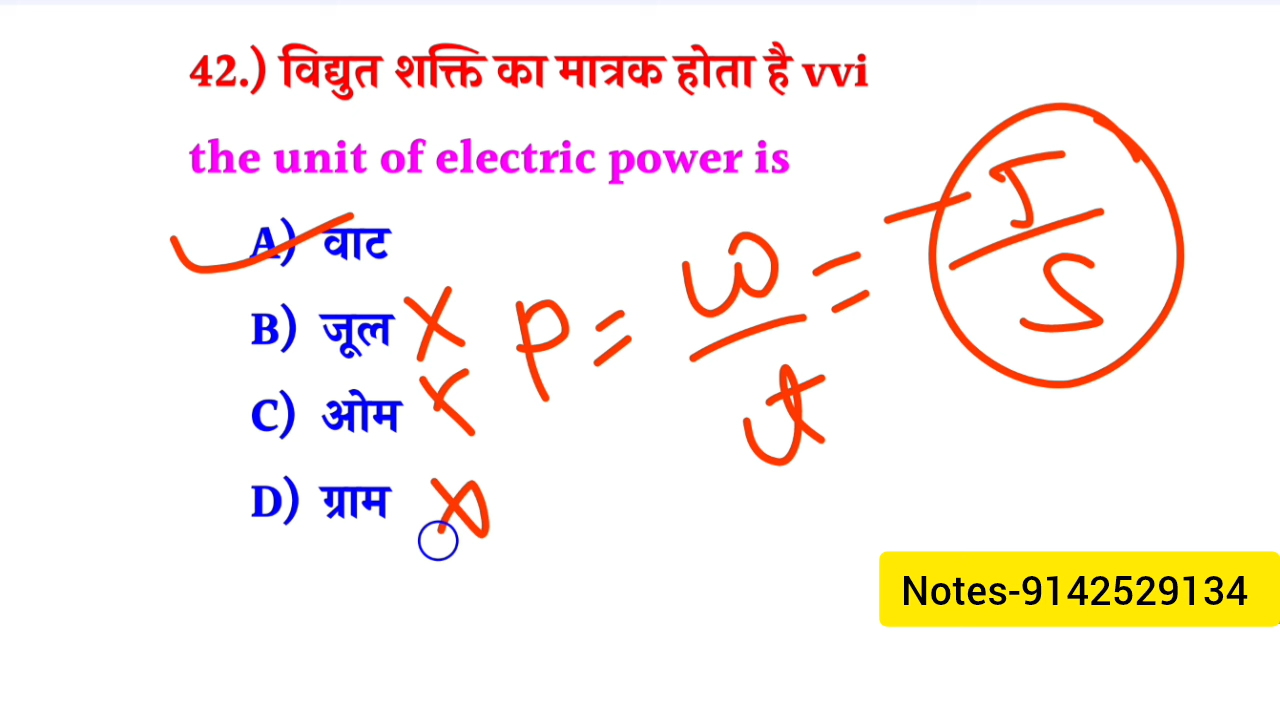 42.) विद्युत शक्ति का मात्रक होता है vvi
the unit of electric power is
A) वाट
B) जूल
C) ओम
D) ग्राम
P = w/t = J/S
Notes-9142529134